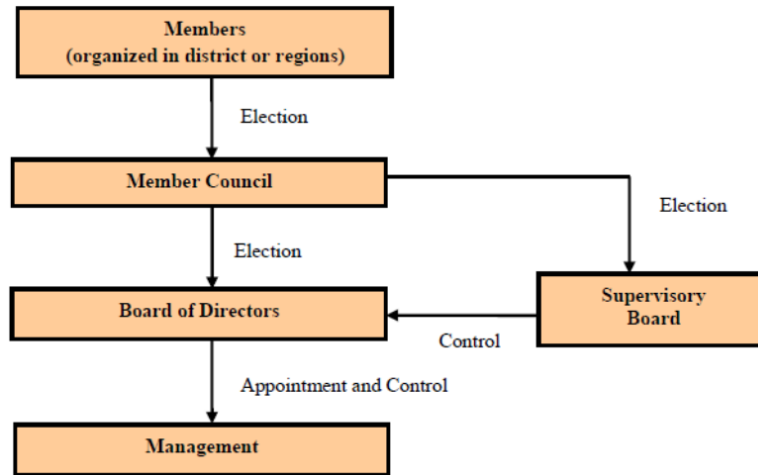 Members
(organized in district or regions)
Election
Member Council
Election
Election
Board of Directors
Supervisory
Board
Control
Appointment and Control
Management